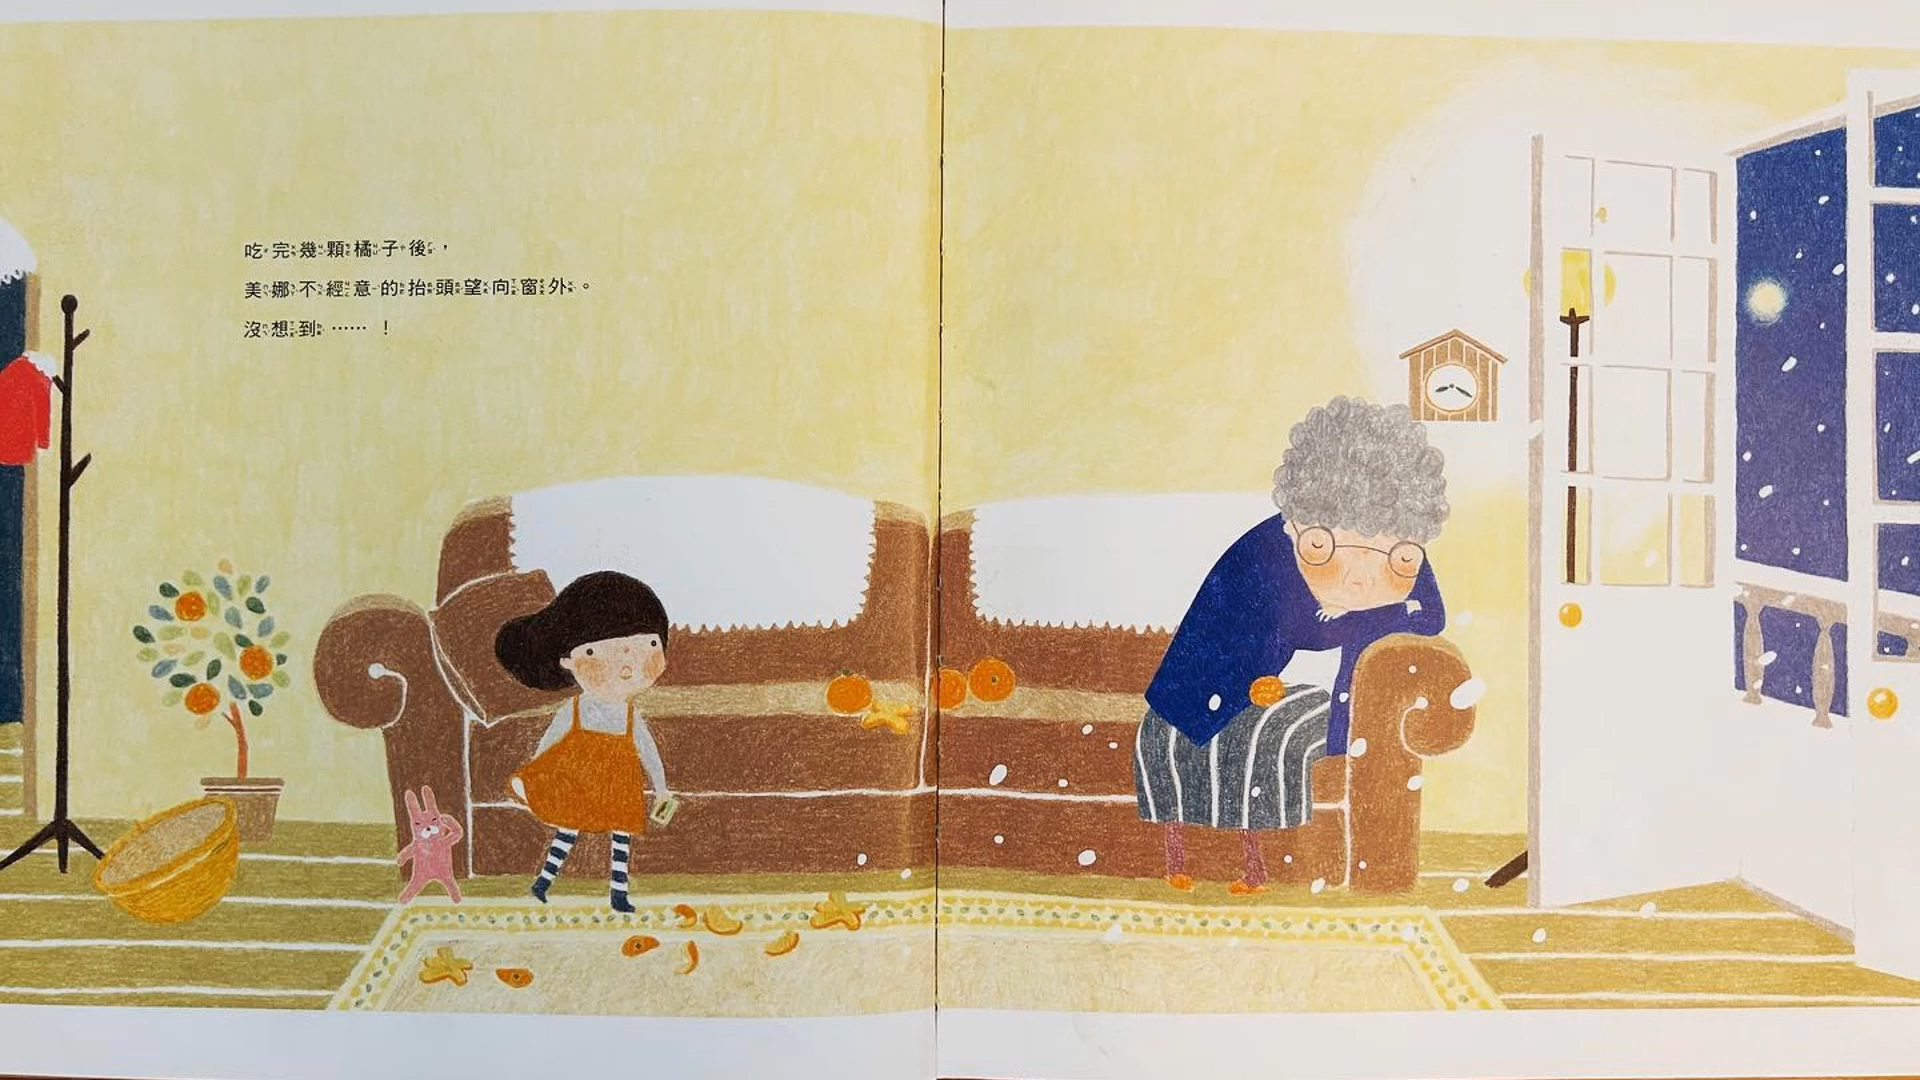 吃完幾顆橘子後，
美娜不經意的抬頭望向窗外。
沒想到⋯⋯！